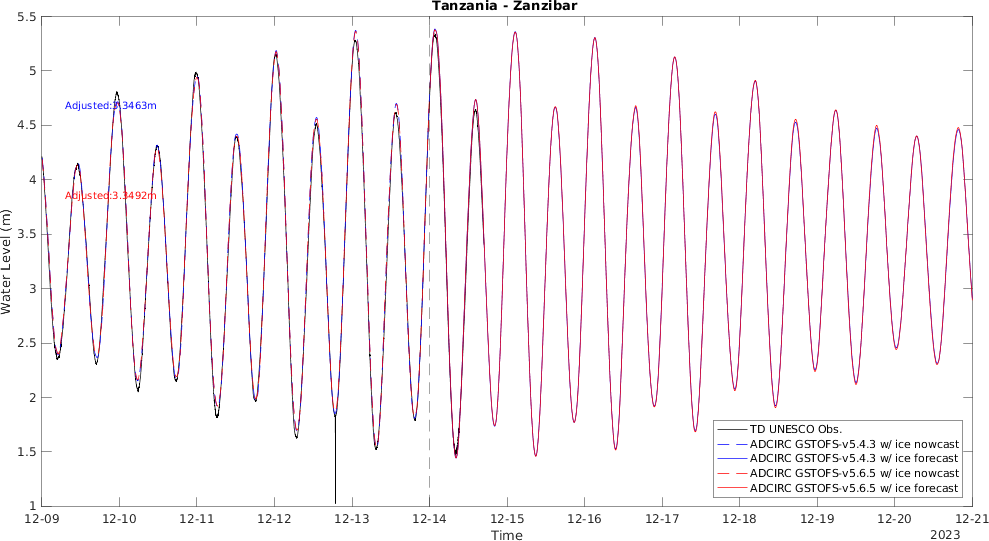 Tanzania - Zanzibar
5.5
5
4.5
4
3.5
3
2.5
2
1.5
1
Water Level (m)
Adjusted:3.3463m
Adjusted:3.3492m
TD UNESCO Obs.
ADCIRC GSTOFS-v5.4.3 w/ ice nowcast
ADCIRC GSTOFS-v5.4.3 w/ ice forecast
ADCIRC GSTOFS-v5.6.5 w/ ice nowcast
ADCIRC GSTOFS-v5.6.5 w/ ice forecast
12-09 12-10 12-11 12-12 12-13 12-14 12-15 12-16 12-17 12-18 12-19 12-20 12-21
Time
2023